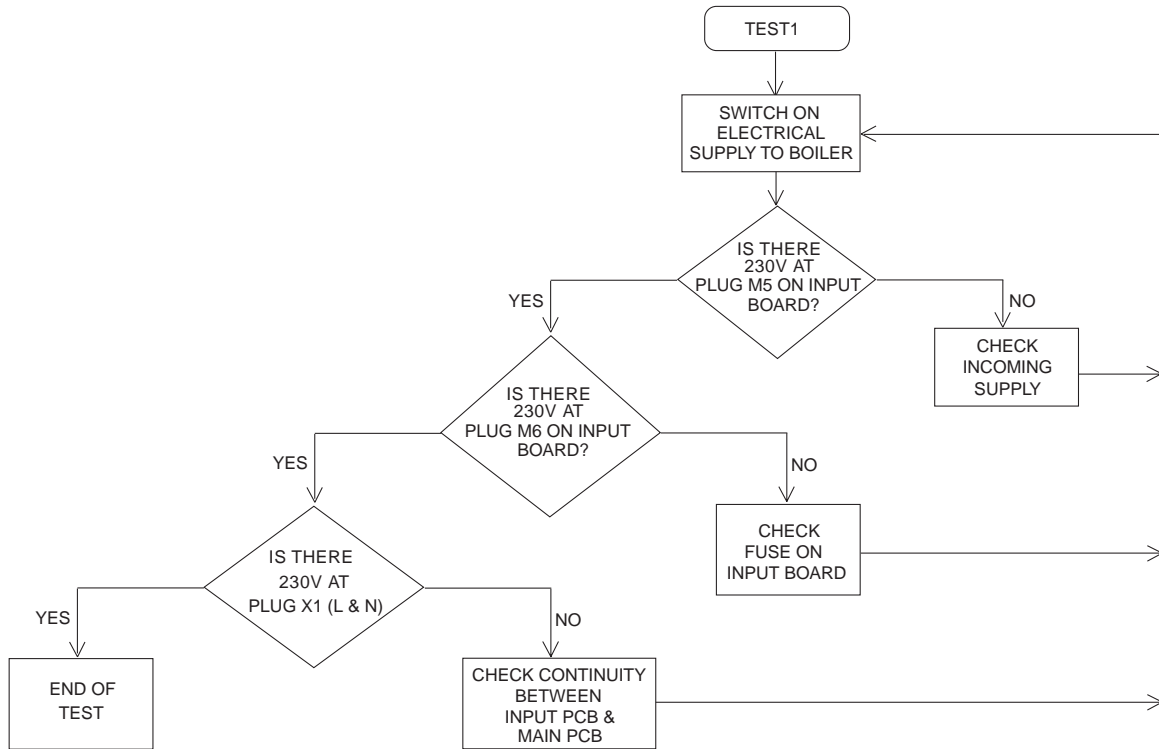 TEST1
SWITCH ON
ELECTRICAL
SUPPLY TO BOILER
IS THERE
230V AT
PLUG M5 ON INPUT
BOARD?
YES
NO
CHECK
INCOMING
SUPPLY
IS THERE
230V AT
PLUG M6 ON INPUT
BOARD?
YES
NO
CHECK
FUSE ON
INPUT BOARD
IS THERE
230V AT
PLUG X1 (L & N)
YES
NO
END OF
TEST
CHECK CONTINUITY
BETWEEN
INPUT PCB &
MAIN PCB